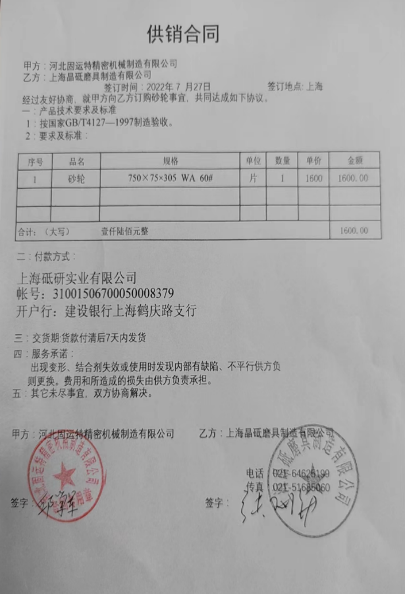 供销合同
甲方：河北固运特精密机械制造有限公司
乙方：上海晶砥磨具制造有限公司
签订时间：2022年7月27日 签订地点：上海
经过友好协商，就甲方向乙方订购砂轮事宜，共同达成如下协议。
一：产品技术要求及标准
1：按国家GB/T4127—1997制造验收。
2：要求及标准：
序号 品名 规格 单位 数量 单价 金额
1 砂轮 750×75×305 WA 60# 片 1 1600 1600.00
合计：（大写） 壹仟陆佰元整 1600.00
二：付款方式：
上海砥研实业有限公司
帐号：31001506700050008379
开户行：建设银行上海鹤庆路支行
三：交货期:货款付清后7天内发货
四：服务承诺：
出现变形、结合剂失效或使用时发现内部有缺陷、不平行供方负
则更换。费用和所造成的损失由供方负责承担。
五：其它未尽事宜，双方协商解决。
甲方：河北固运特精密机械制造有限公司 乙方：上海晶砥磨具制造有限公司
电话：021-64626199
传真：021-51685060
签字： 签字：